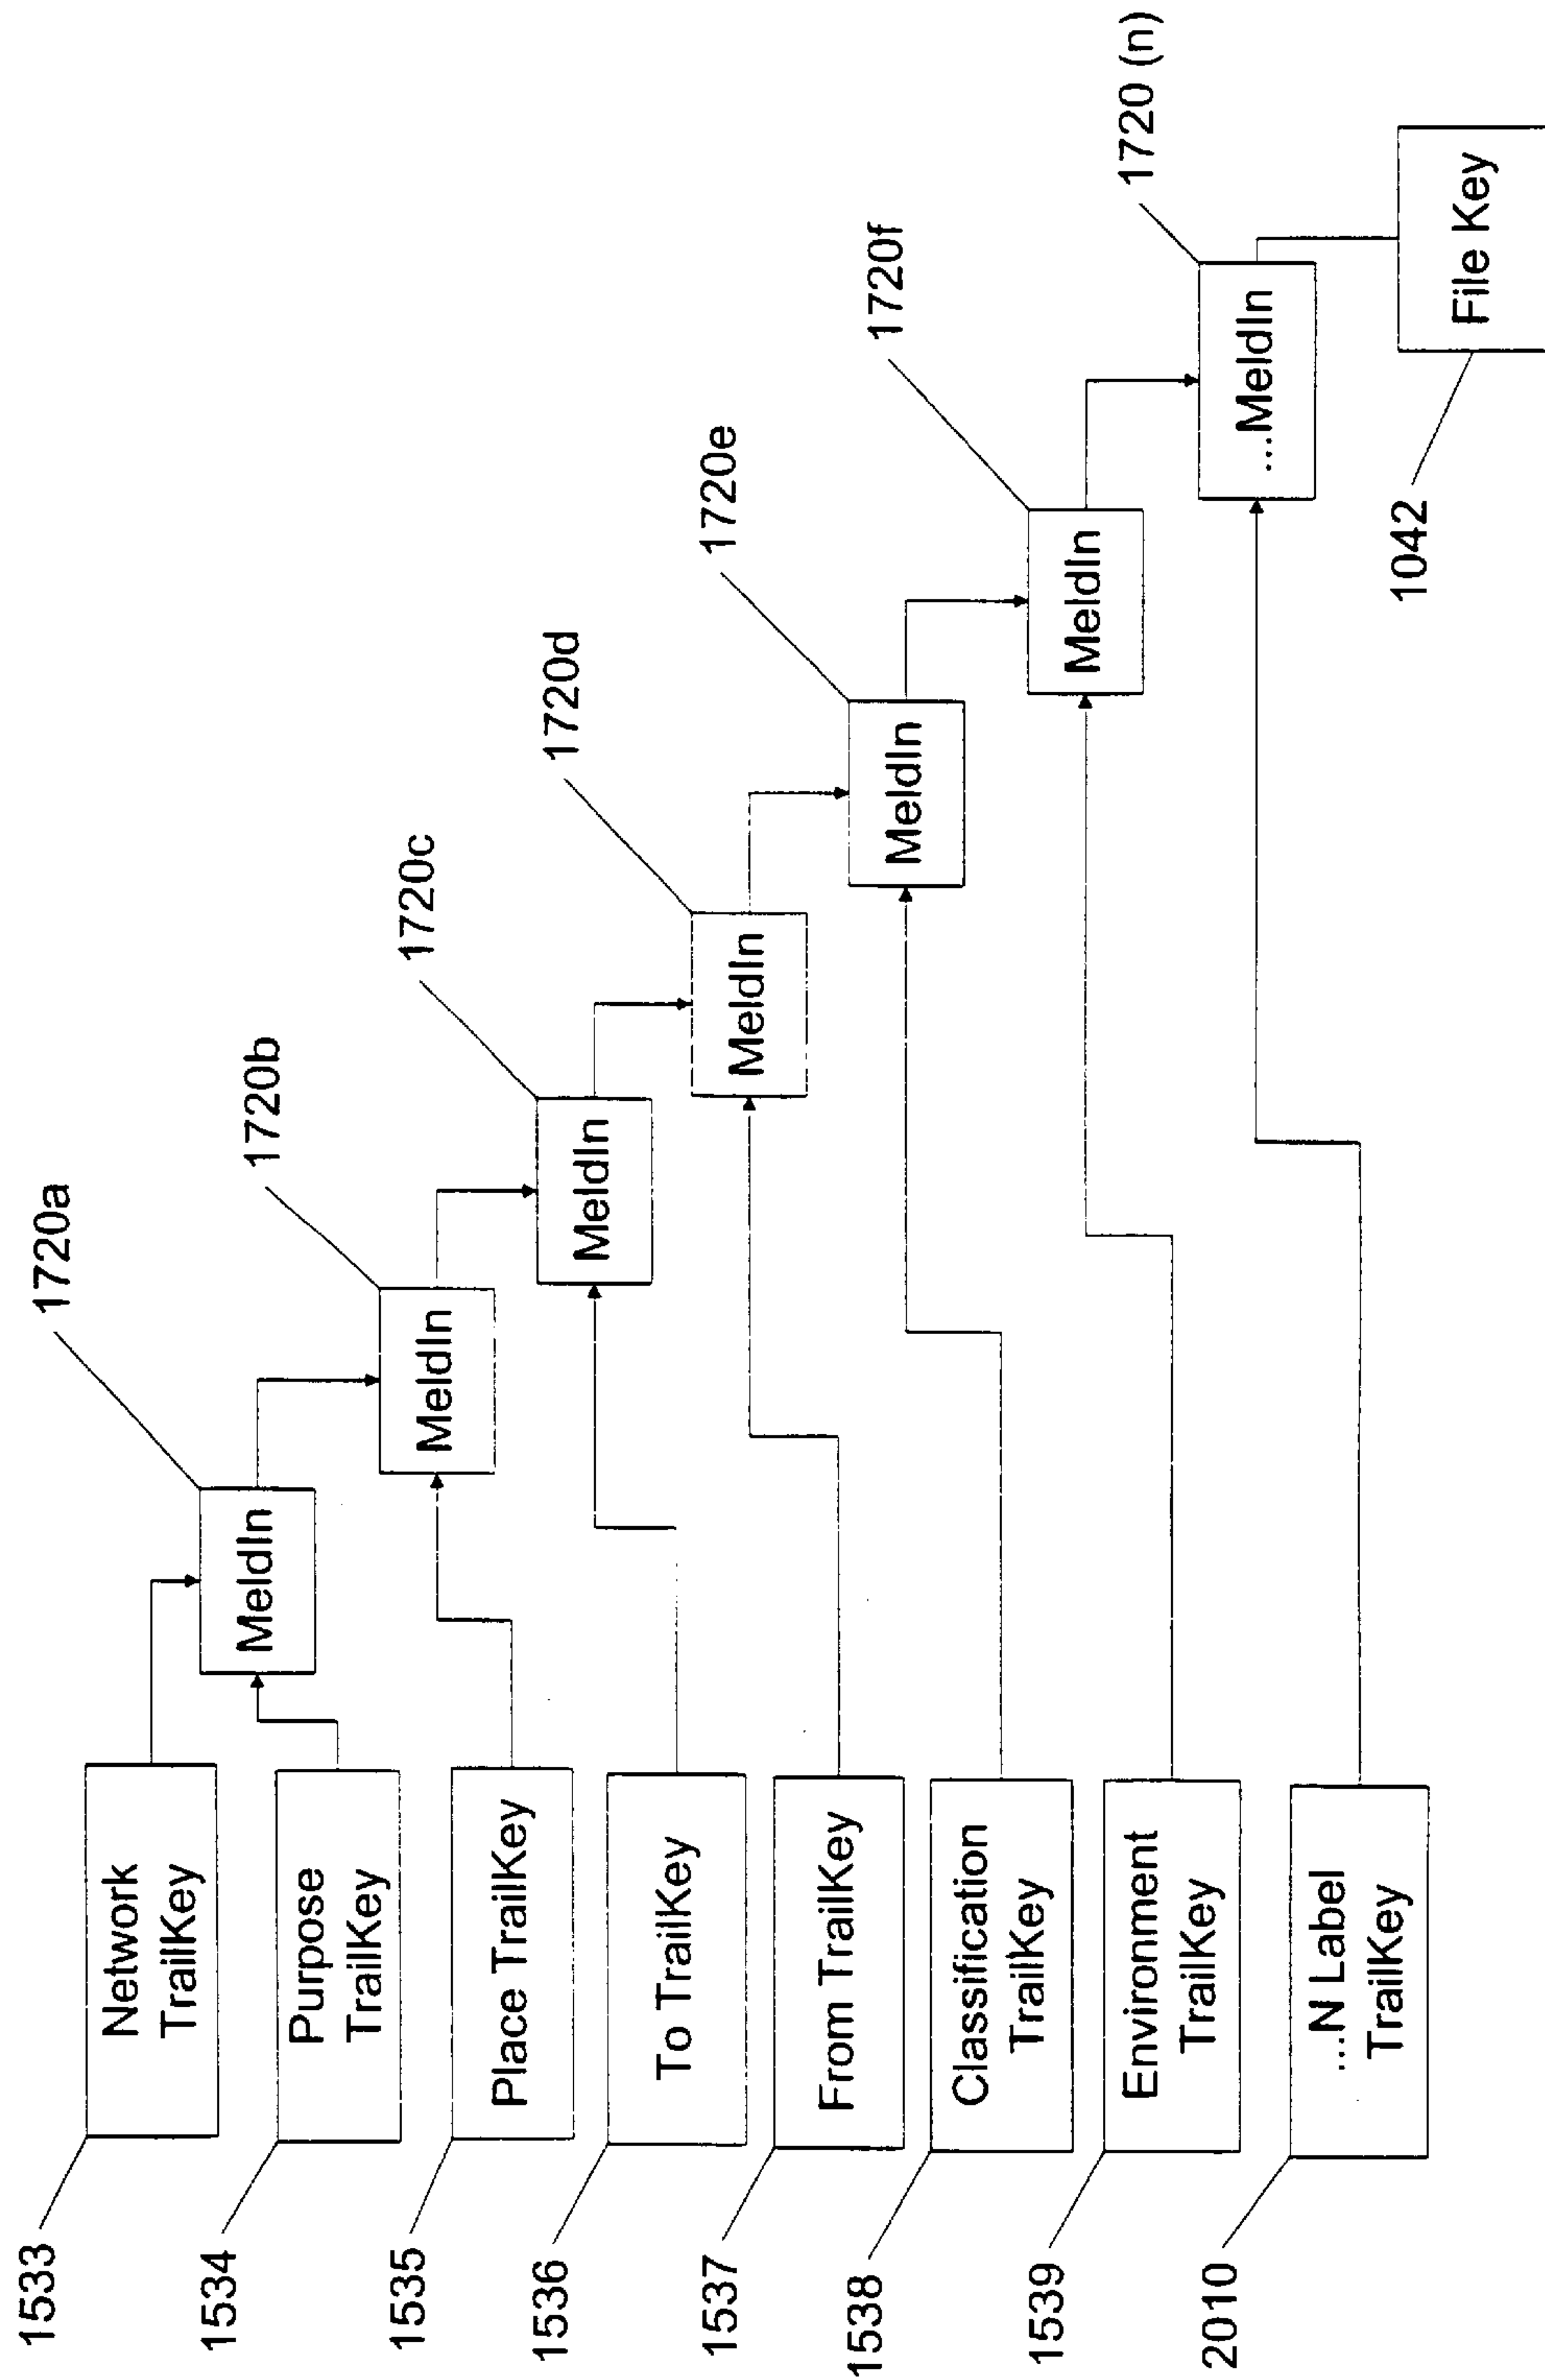 1533
Network
TrailKey
1720a
MeldIn
1534
Purpose
TrailKey
1720b
MeldIn
1535
Place TrailKey
1720c
MeldIn
1536
To TrailKey
1720d
MeldIn
1537
From TrailKey
1720e
MeldIn
1538
Classification
TrailKey
1720f
MeldIn
1539
Environment
TrailKey
1720 (n)
...MeldIn
2010
....N Label
TrailKey
1042
File Key